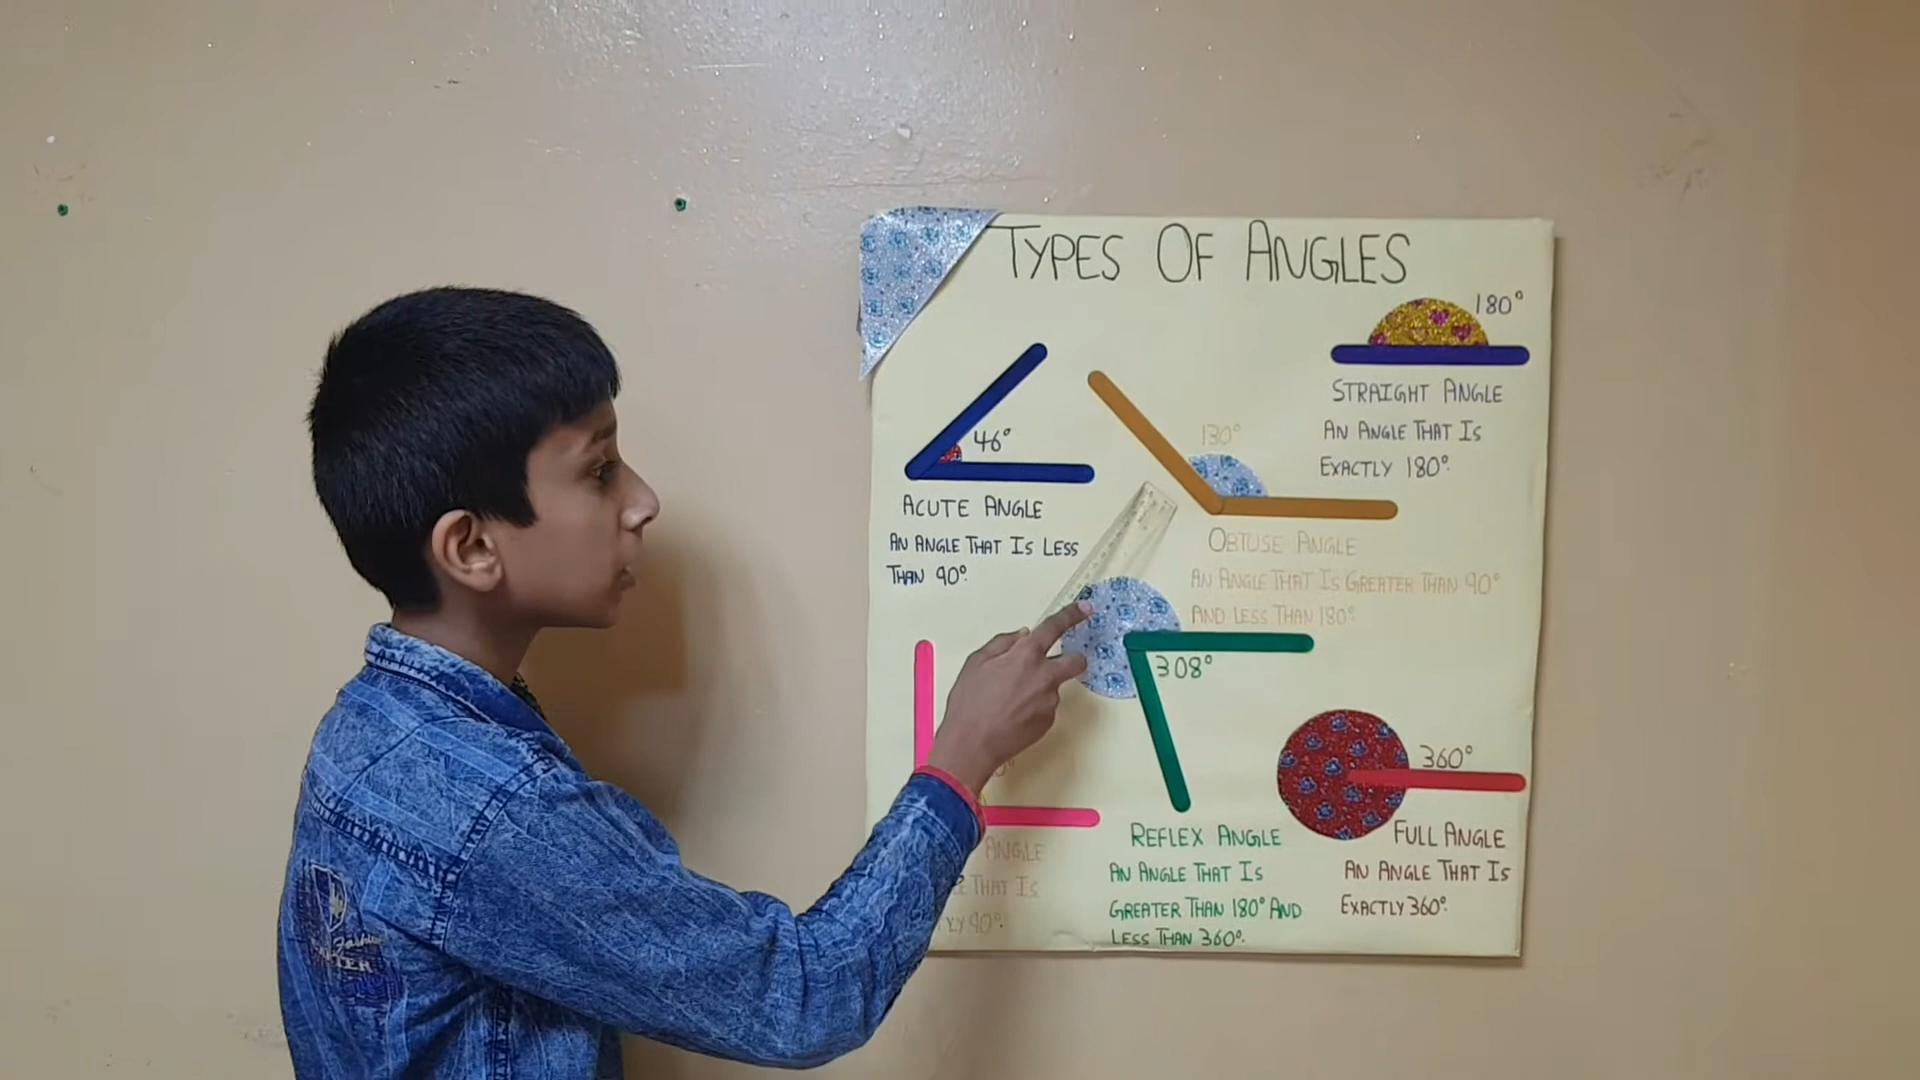 TYPES OF ANGLES
180°
STRAIGHT ANGLE
AN ANGLE THAT IS
EXACTLY 180°.
46°
ACUTE ANGLE
AN ANGLE THAT IS LESS
THAN 90°.
130°
OBTUSE ANGLE
AN ANGLE THAT IS GREATER THAN 90°
AND LESS THAN 180°.
ANGLE
THAT IS
90°.
308°
REFLEX ANGLE
AN ANGLE THAT IS
GREATER THAN 180° AND
LESS THAN 360°.
360°
FULL ANGLE
AN ANGLE THAT IS
EXACTLY 360°.
Fashion